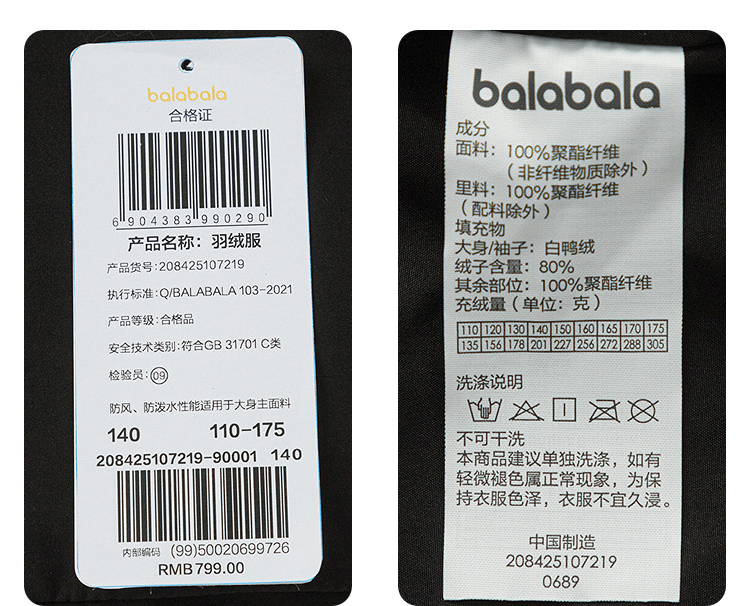 balabala
合格证
6 904383 990290
产品名称：羽绒服
产品货号:208425107219
执行标准:Q/BALABALA 103-2021
产品等级:合格品
安全技术类别:符合GB 31701 C类
检验员:09
防风、防泼水性能适用于大身主面料
140 110-175
208425107219-90001 140
内部编码 (99)50020699726
RMB799.00
balabala
成分
面料：100%聚酯纤维
（非纤维物质除外）
里料：100%聚酯纤维
（配料除外）
填充物
大身/袖子：白鸭绒
绒子含量：80%
其余部位：100%聚酯纤维
充绒量（单位：克）
110 120 130 140 150 160 165 170 175
135 156 178 201 227 256 272 288 305
洗涤说明
不可干洗
本商品建议单独洗涤，如有
轻微褪色属正常现象，为保
持衣服色泽，衣服不宜久浸。
中国制造
208425107219
0689